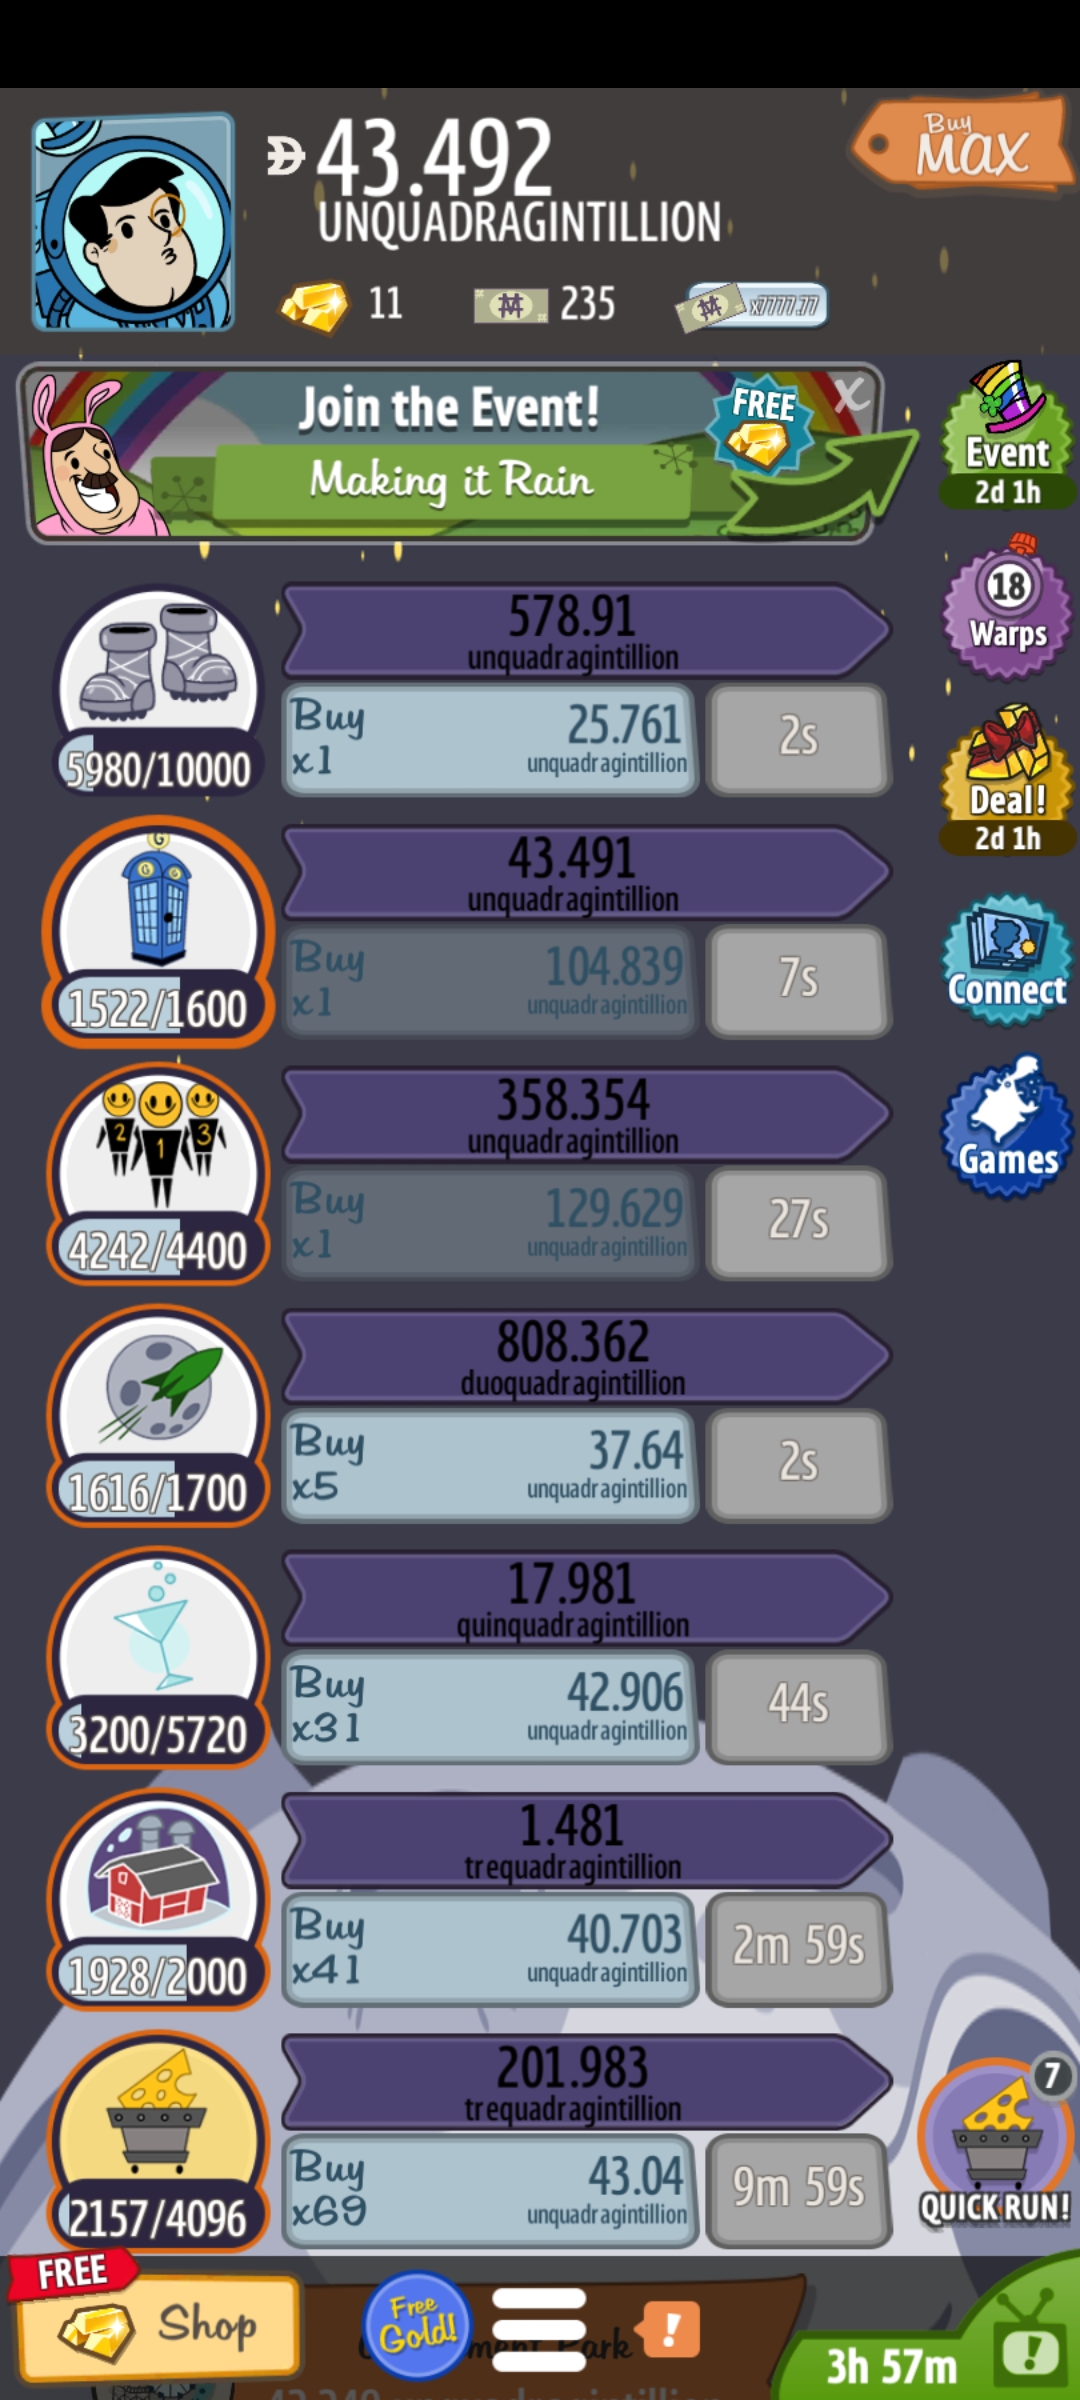 43.492
UNQUADRAGINTILLION
Buy
MAX
11
235
x7777.77
Join the Event!
FREE
X
Making it Rain
Event
2d 1h
578.91
unquadragintillion
Buy
x1
25.761
unquadragintillion
2s
5980/10000
18
Warps
43.491
unquadragintillion
Buy
x1
104.839
unquadragintillion
7s
1522/1600
Deal!
2d 1h
Connect
358.354
unquadragintillion
Buy
x1
129.629
unquadragintillion
27s
2
1
3
4242/4400
Games
808.362
duoquadragintillion
Buy
x5
37.64
unquadragintillion
2s
1616/1700
17.981
quinquadragintillion
Buy
x31
42.906
unquadragintillion
44s
3200/5720
1.481
trequadragintillion
Buy
x41
40.703
unquadragintillion
2m 59s
1928/2000
201.983
trequadragintillion
Buy
x69
43.04
unquadragintillion
9m 59s
2157/4096
7
QUICK RUN!
FREE
Shop
Free
Gold!
Park
!
3h 57m
!
unquadragintillion